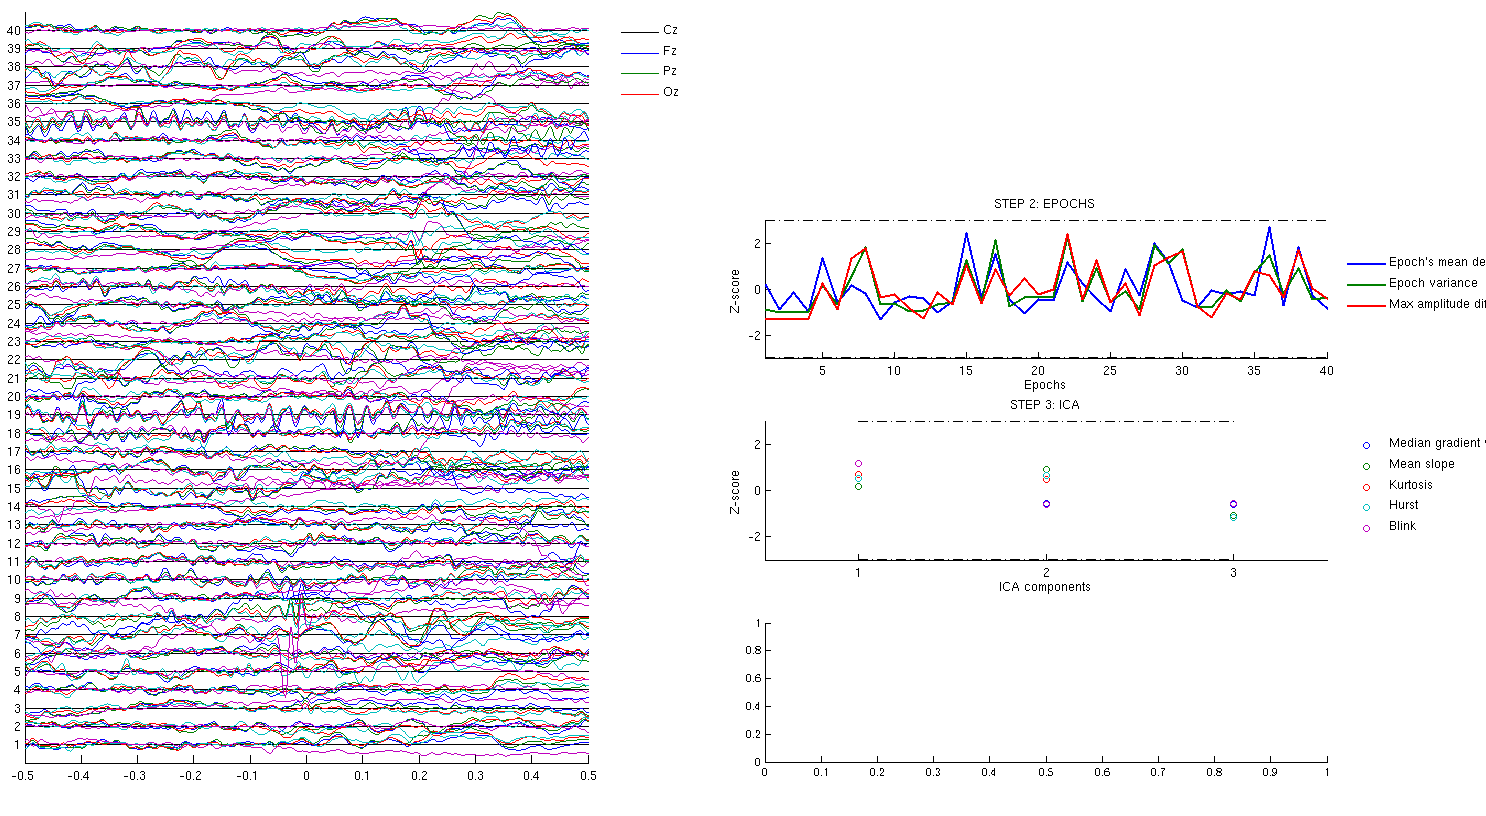 40
39
38
37
36
35
34
33
32
31
30
29
28
27
26
25
24
23
22
21
20
19
18
17
16
15
14
13
12
11
10
9
8
7
6
5
4
3
2
1
-0.5 -0.4 -0.3 -0.2 -0.1 0 0.1 0.2 0.3 0.4 0.5
Cz
Fz
Pz
Oz
STEP 2: EPOCHS
2
0
-2
Z-score
5 10 15 20 25 30 35 40
Epochs
Epoch's mean de
Epoch variance
Max amplitude dif
STEP 3: ICA
2
0
-2
Z-score
1 2 3
ICA components
Median gradient
Mean slope
Kurtosis
Hurst
Blink
1
0.8
0.6
0.4
0.2
0
0 0.1 0.2 0.3 0.4 0.5 0.6 0.7 0.8 0.9 1